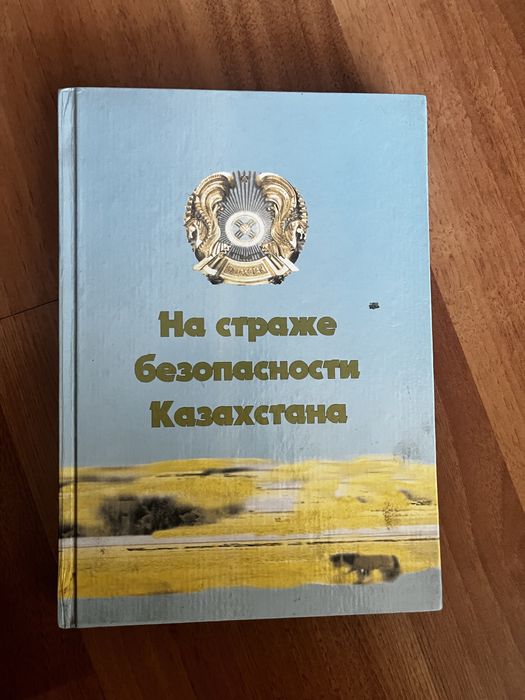 На страже
безопасности
Казахстана